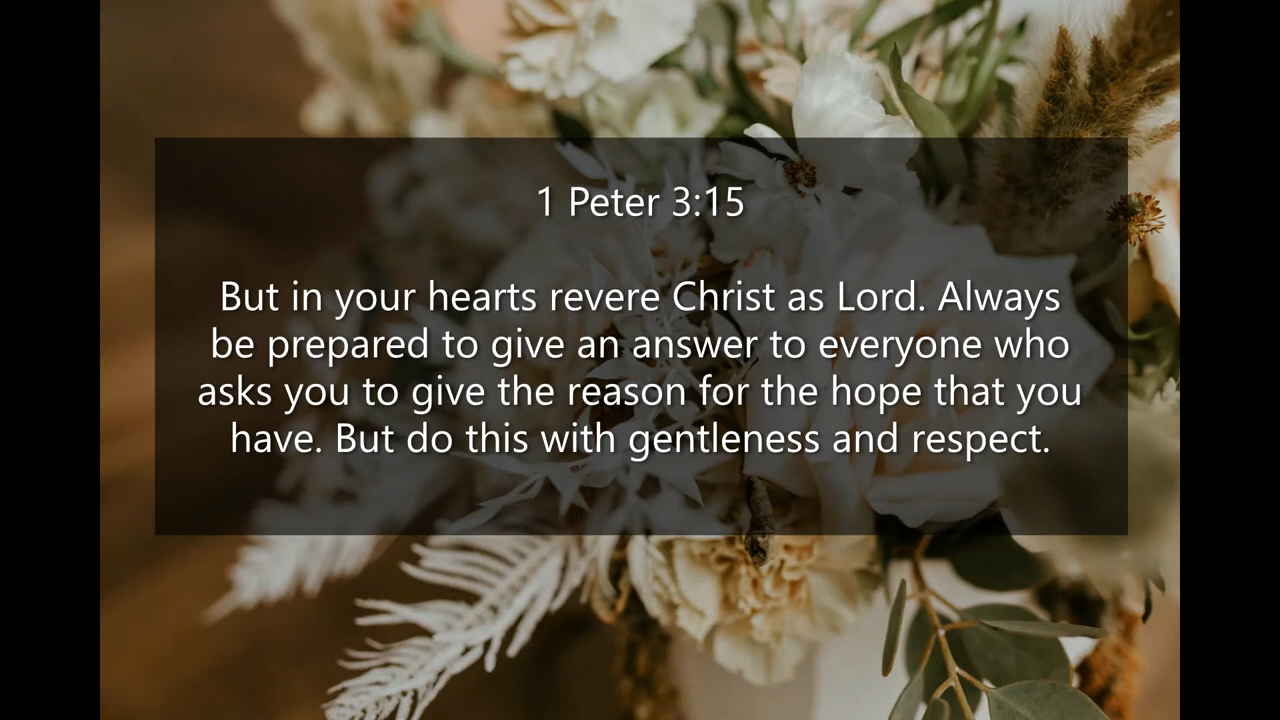 1 Peter 3:15
But in your hearts revere Christ as Lord. Always
be prepared to give an answer to everyone who
asks you to give the reason for the hope that you
have. But do this with gentleness and respect.